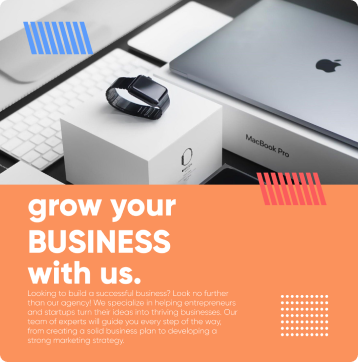 MacBook Pro
grow your
BUSINESS
with us.
Looking to build a successful business? Look no further
than our agency! We specialize in helping entrepreneurs
and startups turn their ideas into thriving businesses. Our
team of experts will guide you every step of the way,
from creating a solid business plan to developing a
strong marketing strategy.